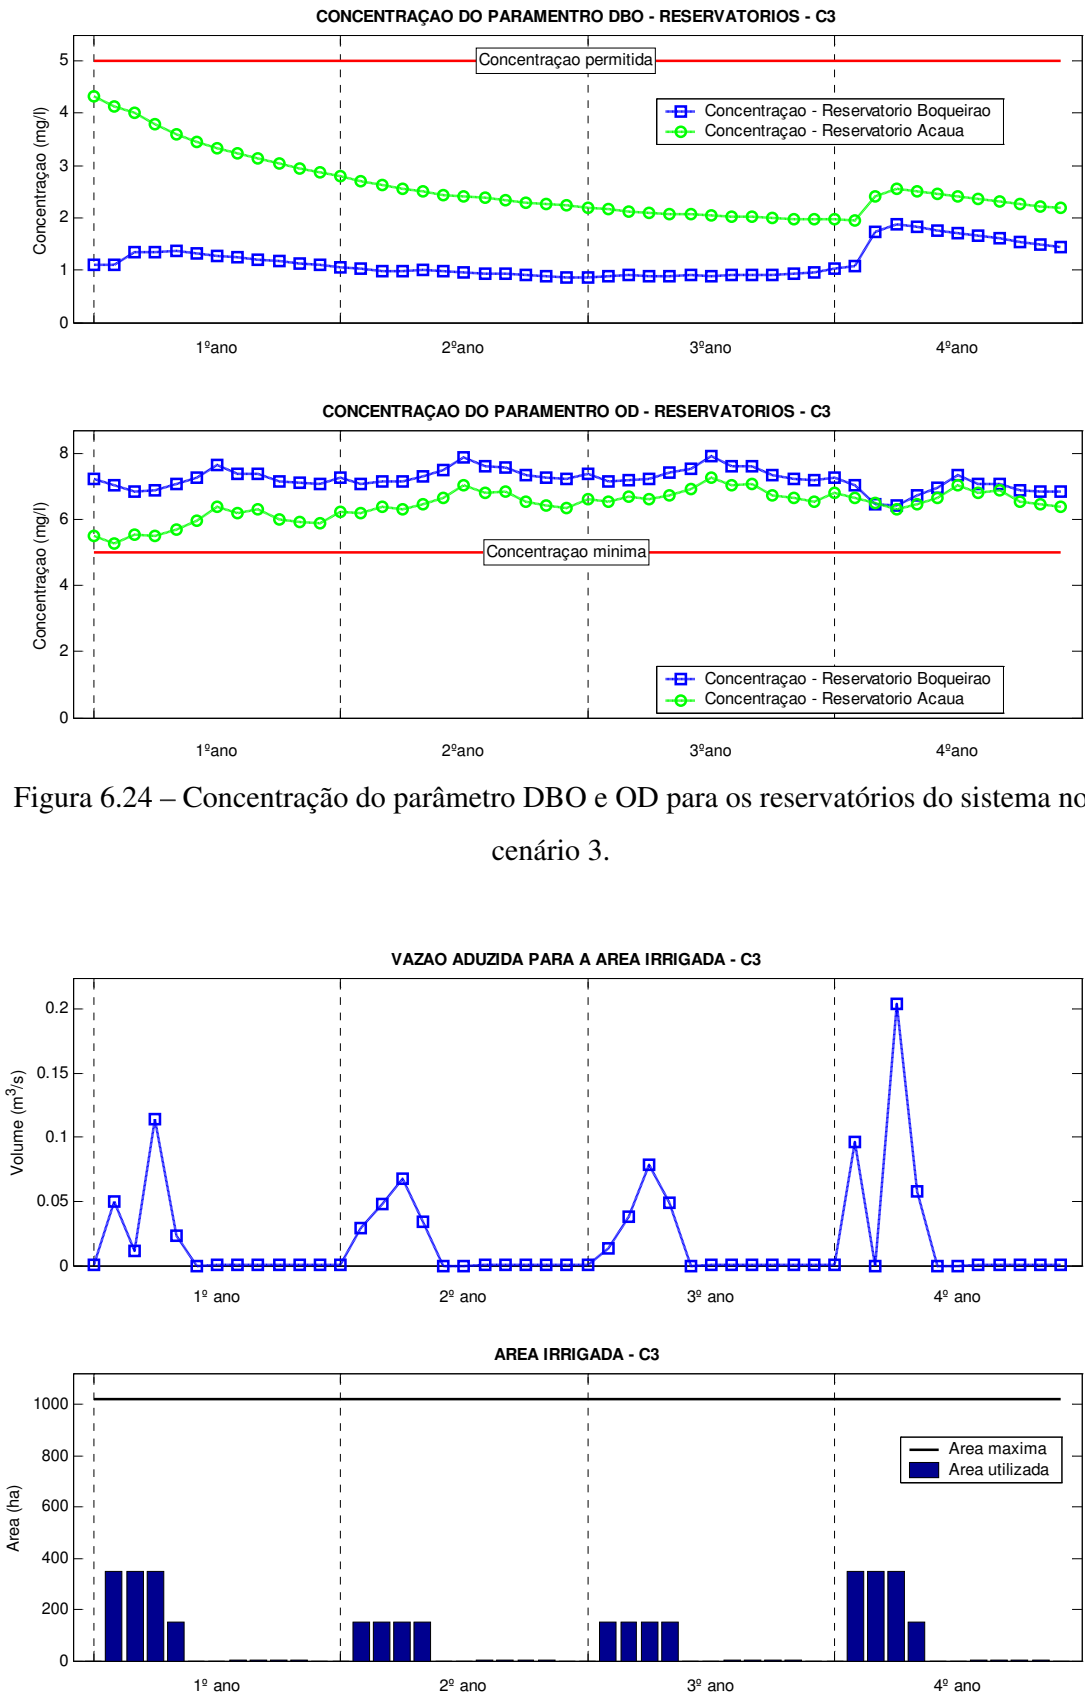 CONCENTRAÇAO DO PARAMENTRO DBO - RESERVATORIOS - C3
Concentraçao (mg/l)
5
4
3
2
1
0
Concentraçao permitida
Concentraçao - Reservatorio Boqueirao
Concentraçao - Reservatorio Acaua
1ºano 2ºano 3ºano 4ºano
CONCENTRAÇAO DO PARAMENTRO OD - RESERVATORIOS - C3
Concentraçao (mg/l)
8
6
4
2
0
Concentraçao minima
Concentraçao - Reservatorio Boqueirao
Concentraçao - Reservatorio Acaua
1ºano 2ºano 3ºano 4ºano
Figura 6.24 – Concentração do parâmetro DBO e OD para os reservatórios do sistema no
cenário 3.
VAZAO ADUZIDA PARA A AREA IRRIGADA - C3
Volume (m³/s)
0.2
0.15
0.1
0.05
0
1º ano 2º ano 3º ano 4º ano
AREA IRRIGADA - C3
Area (ha)
1000
800
600
400
200
0
Area maxima
Area utilizada
1º ano 2º ano 3º ano 4º ano